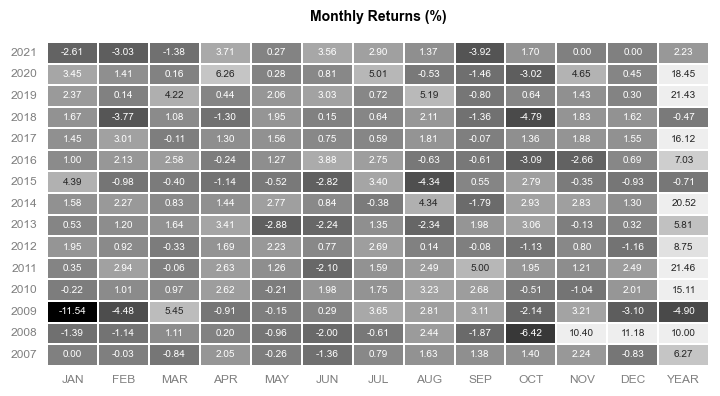 Monthly Returns (%)
2021 -2.61 -3.03 -1.38 3.71 0.27 3.56 2.90 1.37 -3.92 1.70 0.00 0.00 2.23
2020 3.45 1.41 0.16 6.26 0.28 0.81 5.01 -0.53 -1.46 -3.02 4.65 0.45 18.45
2019 2.37 0.14 4.22 0.44 2.06 3.03 0.72 5.19 -0.80 0.64 1.43 0.30 21.43
2018 1.67 -3.77 1.08 -1.30 1.95 0.15 0.64 2.11 -1.36 -4.79 1.83 1.62 -0.47
2017 1.45 3.01 -0.11 1.30 1.56 0.75 0.59 1.81 -0.07 1.36 1.88 1.55 16.12
2016 1.00 2.13 2.58 -0.24 1.27 3.88 2.75 -0.63 -0.61 -3.09 -2.66 0.69 7.03
2015 4.39 -0.98 -0.40 -1.14 -0.52 -2.82 3.40 -4.34 0.55 2.79 -0.35 -0.93 -0.71
2014 1.58 2.27 0.83 1.44 2.77 0.84 -0.38 4.34 -1.79 2.93 2.83 1.30 20.52
2013 0.53 1.20 1.64 3.41 -2.88 -2.24 1.35 -2.34 1.98 3.06 -0.13 0.32 5.81
2012 1.95 0.92 -0.33 1.69 2.23 0.77 2.69 0.14 -0.08 -1.13 0.80 -1.16 8.75
2011 0.35 2.94 -0.06 2.63 1.26 -2.10 1.59 2.49 5.00 1.95 1.21 2.49 21.46
2010 -0.22 1.01 0.97 2.62 -0.21 1.98 1.75 3.23 2.68 -0.51 -1.04 2.01 15.11
2009 -11.54 -4.48 5.45 -0.91 -0.15 0.29 3.65 2.81 3.11 -2.14 3.21 -3.10 -4.90
2008 -1.39 -1.14 1.11 0.20 -0.96 -2.00 -0.61 2.44 -1.87 -6.42 10.40 11.18 10.00
2007 0.00 -0.03 -0.84 2.05 -0.26 -1.36 0.79 1.63 1.38 1.40 2.24 -0.83 6.27
JAN FEB MAR APR MAY JUN JUL AUG SEP OCT NOV DEC YEAR